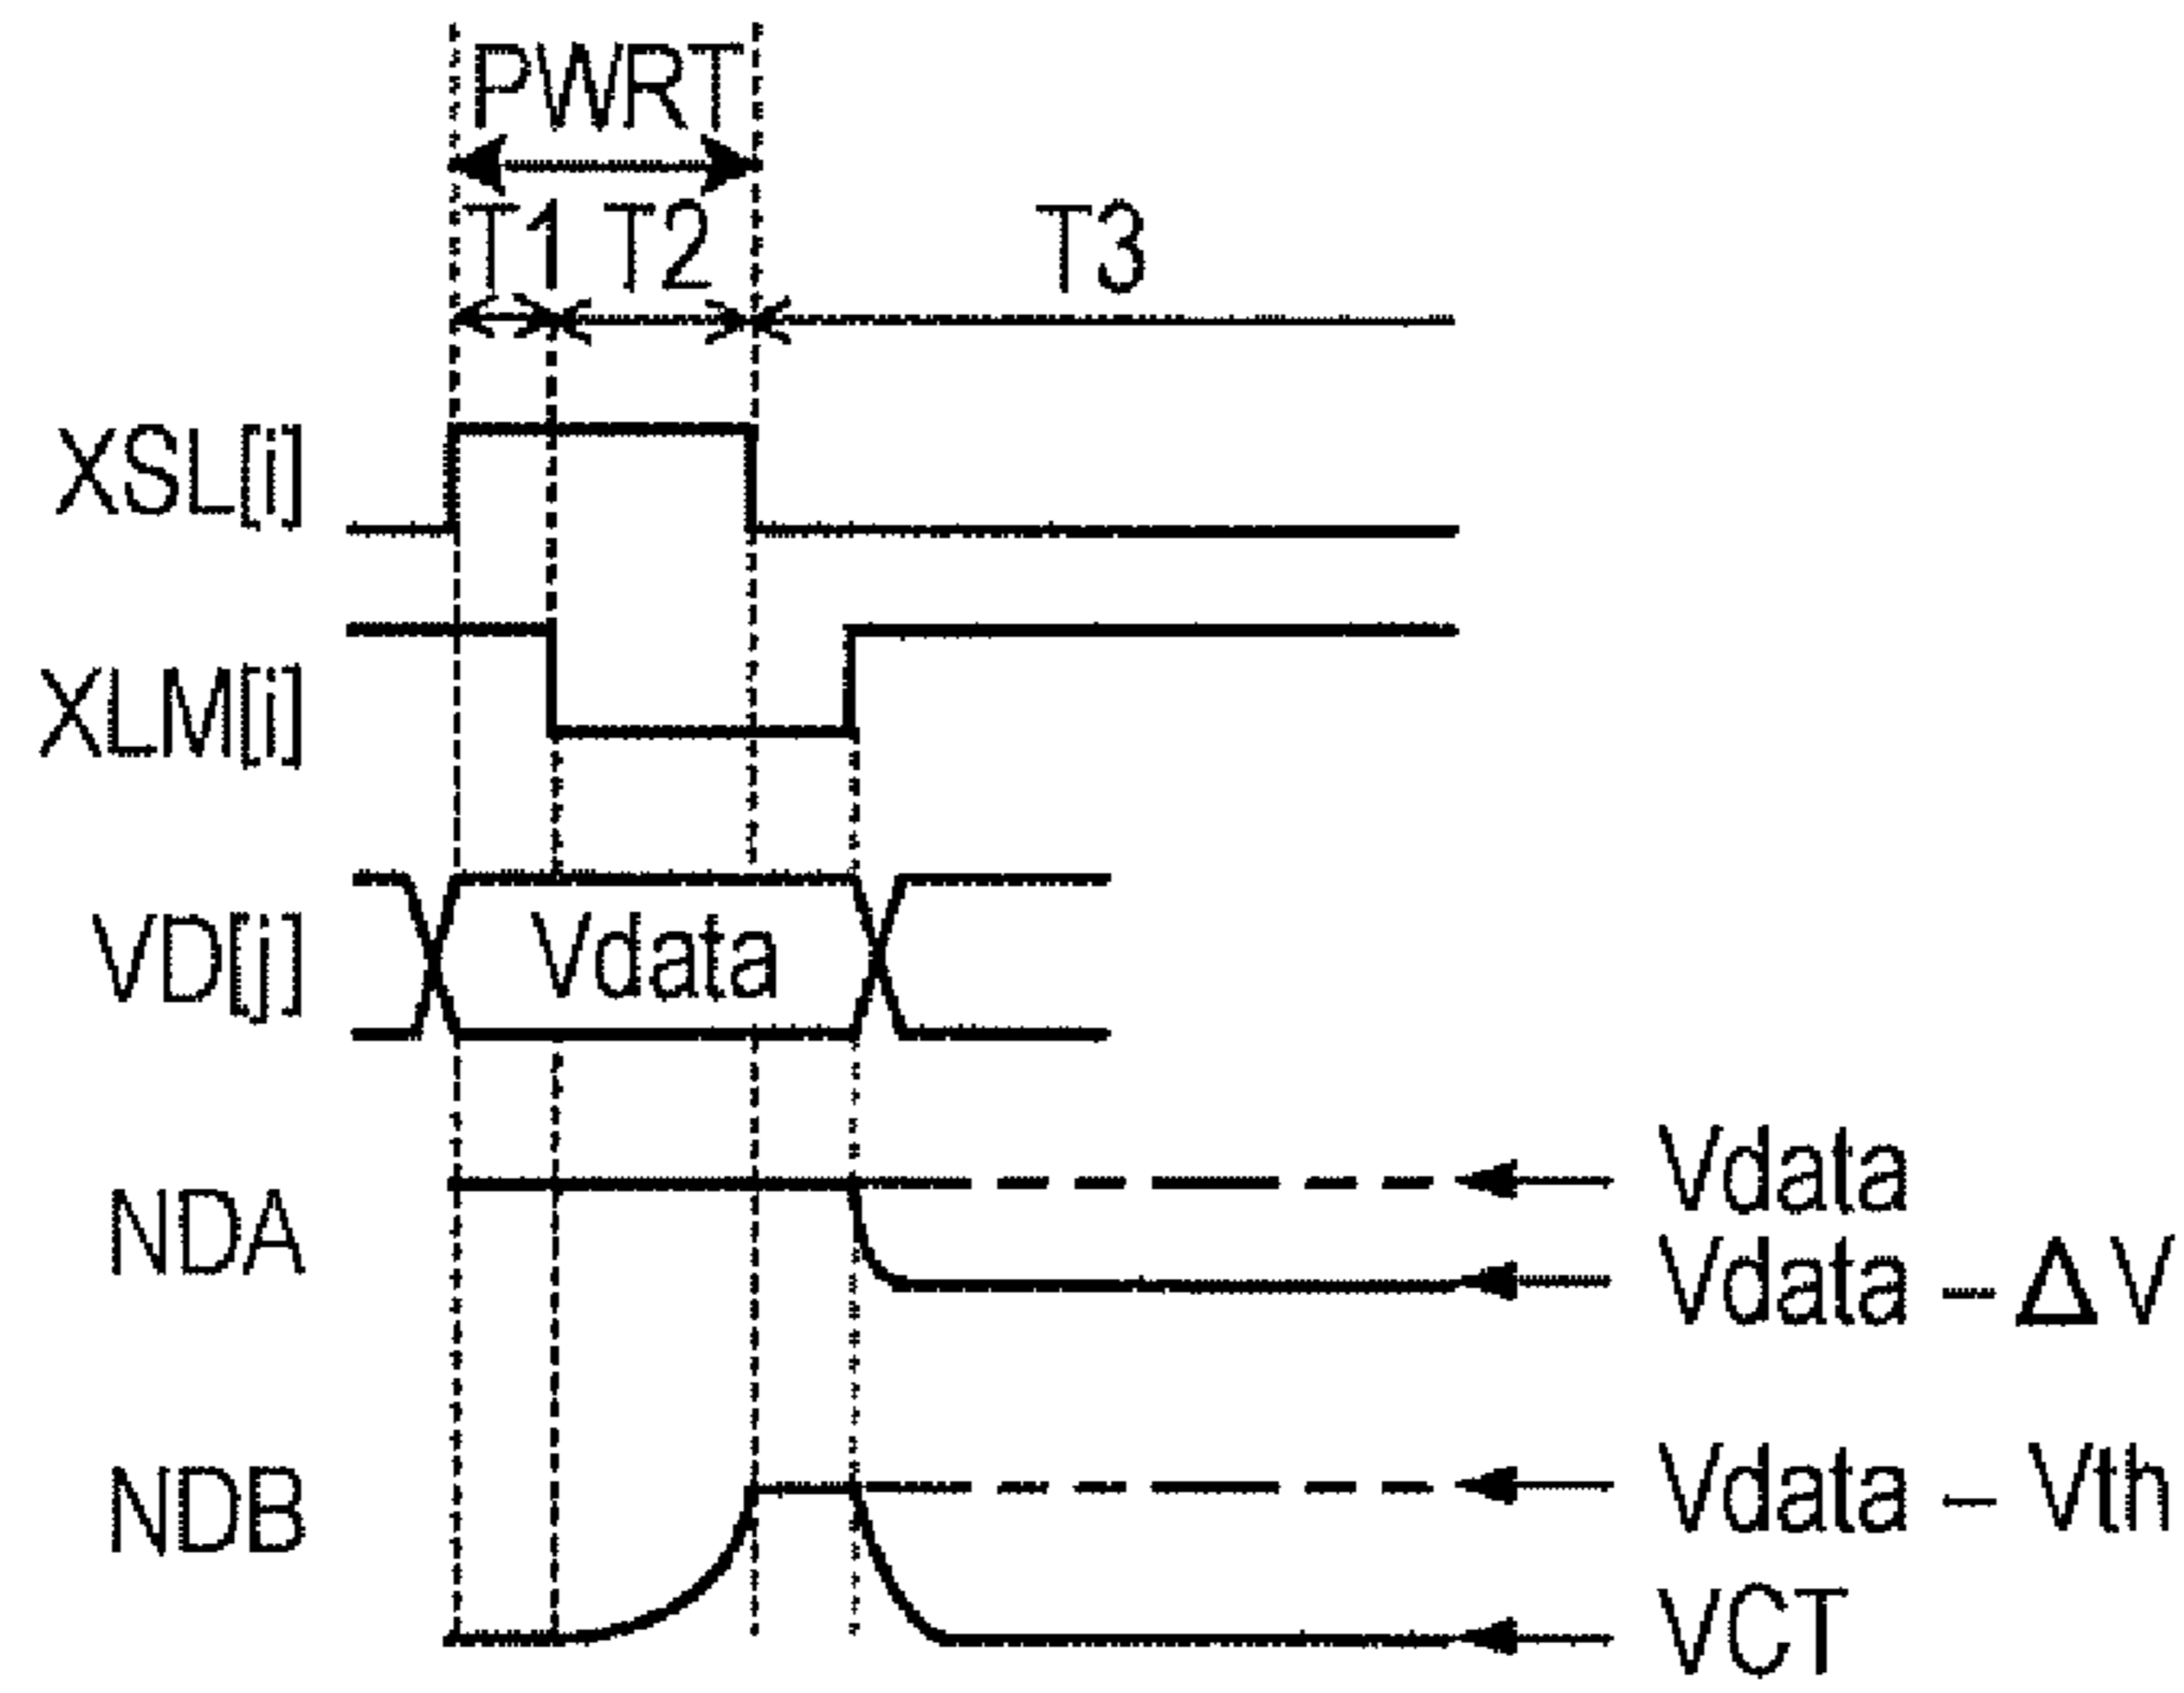 PWRT
T1 T2 T3
XSL[i]
XLM[i]
VD[j] Vdata
Vdata
NDA
Vdata - ΔV
NDB
Vdata - Vth
VCT